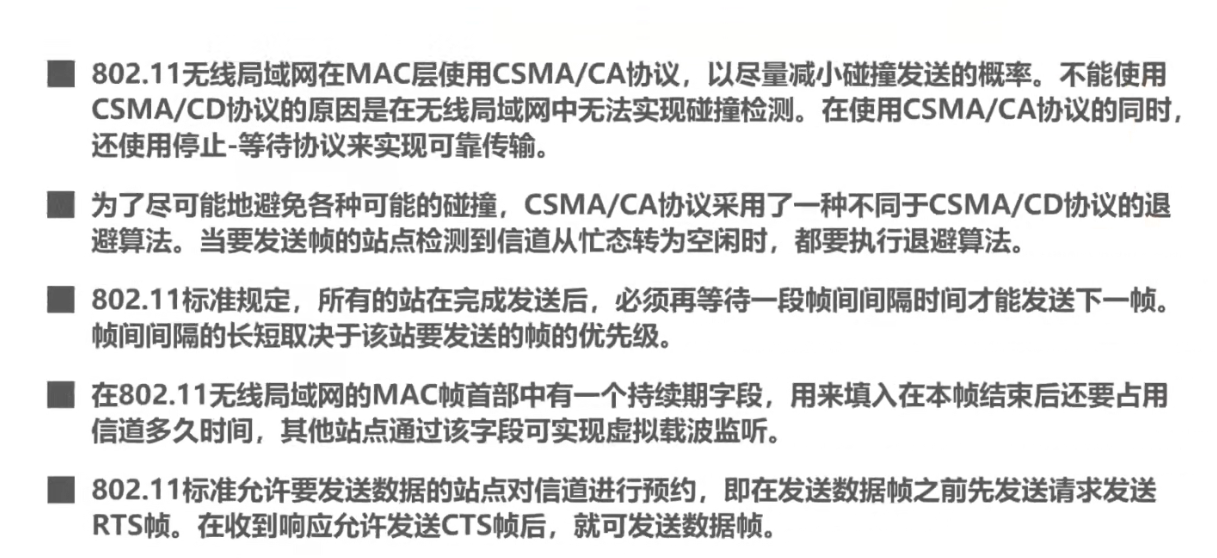 802.11无线局域网在MAC层使用CSMA/CA协议，以尽量减小碰撞发送的概率。不能使用
CSMA/CD协议的原因是在无线局域网中无法实现碰撞检测。在使用CSMA/CA协议的同时，
还使用停止-等待协议来实现可靠传输。
为了尽可能地避免各种可能的碰撞，CSMA/CA协议采用了一种不同于CSMA/CD协议的退
避算法。当要发送帧的站点检测到信道从忙态转为空闲时，都要执行退避算法。
802.11标准规定，所有的站在完成发送后，必须再等待一段帧间间隔时间才能发送下一帧。
帧间间隔的长短取决于该站要发送的帧的优先级。
在802.11无线局域网的MAC帧首部中有一个持续期字段，用来填入在本帧结束后还要占用
信道多久时间，其他站点通过该字段可实现虚拟载波监听。
802.11标准允许要发送数据的站点对信道进行预约，即在发送数据帧之前先发送请求发送
RTS帧。在收到响应允许发送CTS帧后，就可发送数据帧。